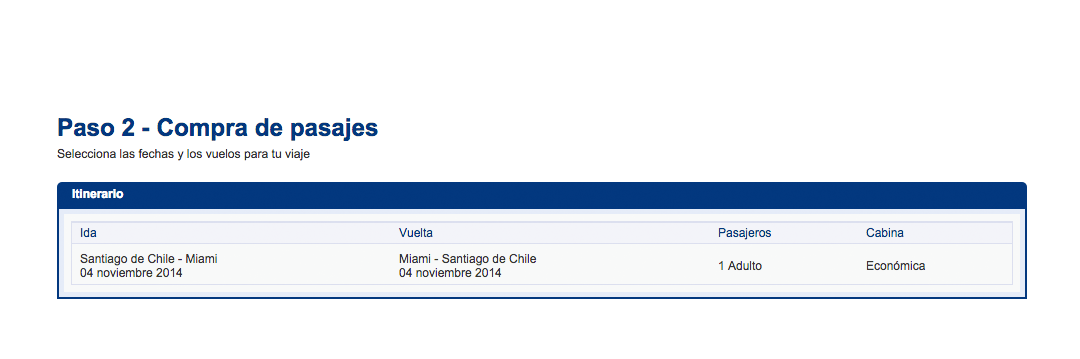 Paso 2 - Compra de pasajes
Selecciona las fechas y los vuelos para tu viaje
Itinerario
Ida Vuelta Pasajeros Cabina
Santiago de Chile - Miami Miami - Santiago de Chile
04 noviembre 2014 04 noviembre 2014 1 Adulto Económica